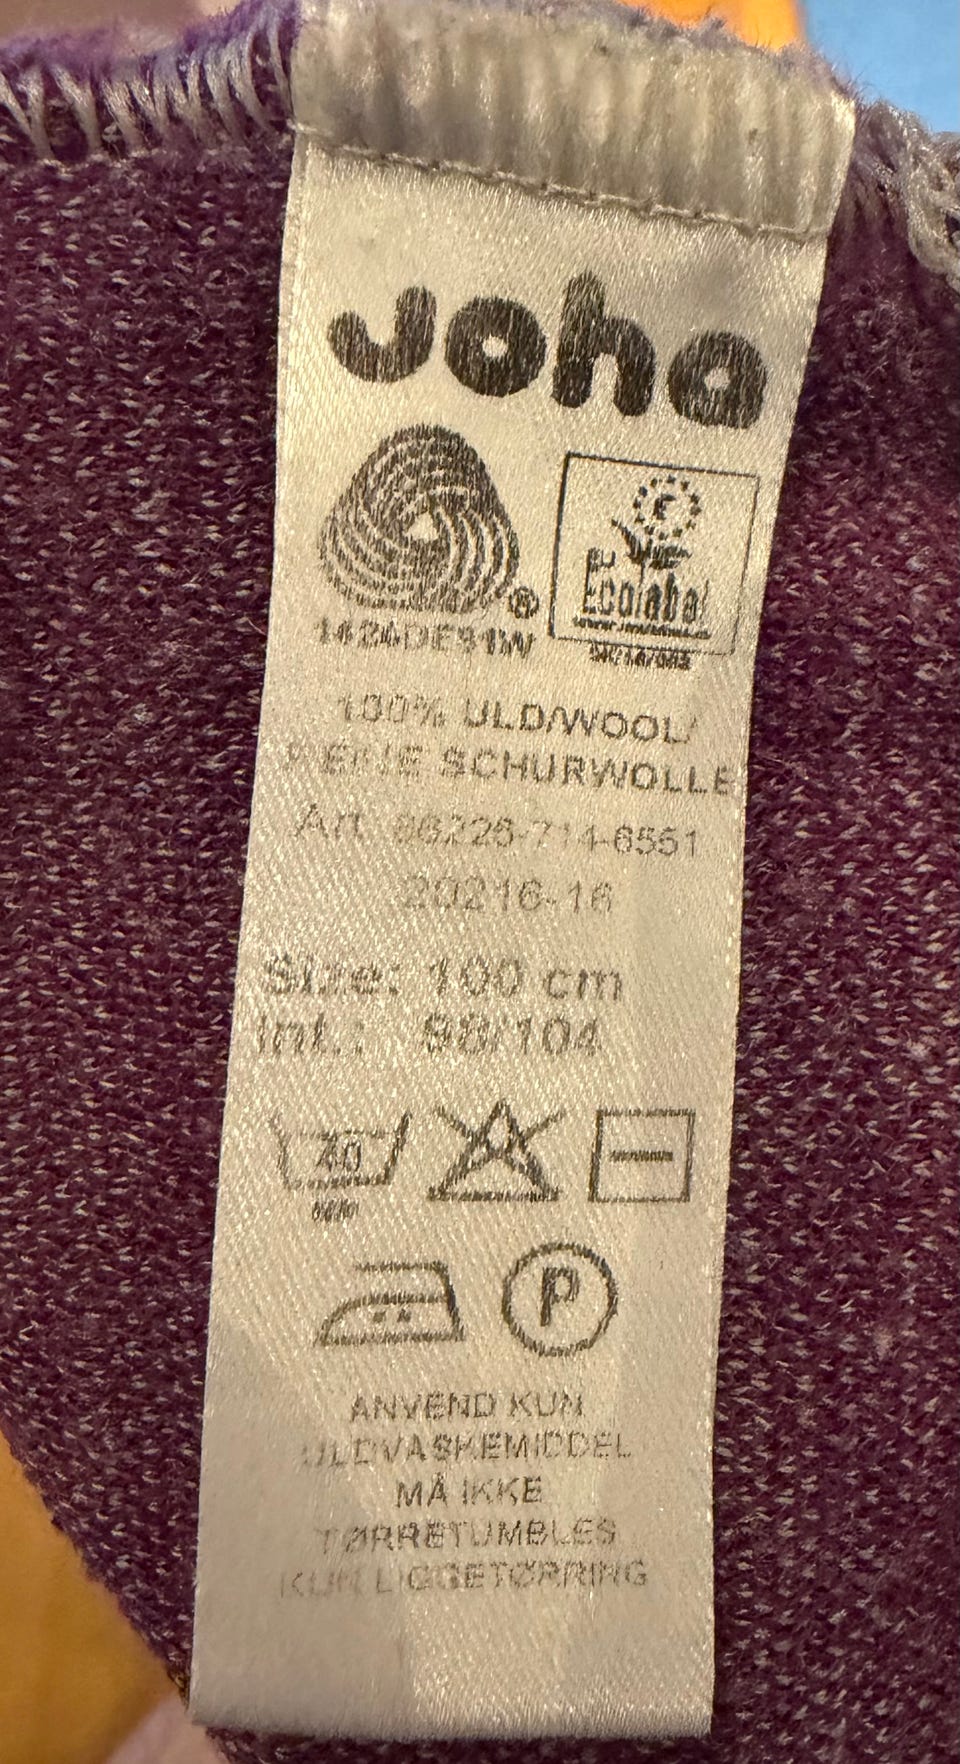 Joha
®
Ecolabel
100% ULD/WOOL/
REINE SCHURWOLLE
Art. 86226-714-6551
20216-16
Size: 100 cm
Int.: 98/104
40
P
ANVEND KUN
ULDVASKEMIDDEL
MÅ IKKE
TØRRETUMBLES
KUN LIGGETØRRING